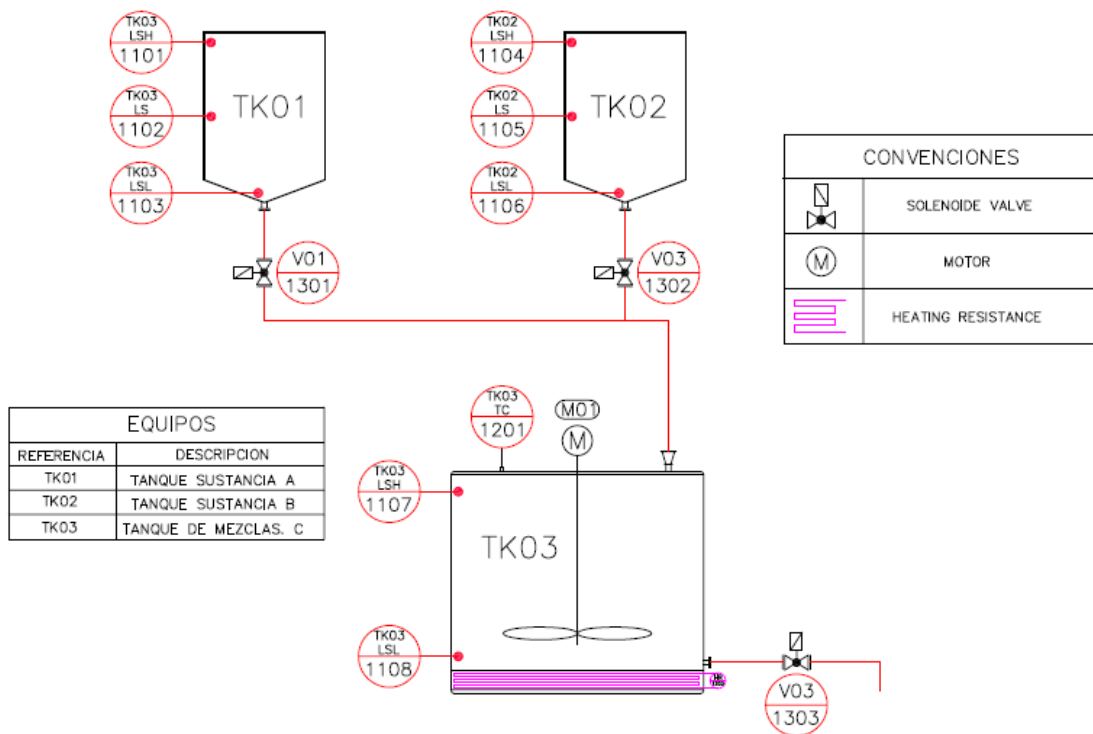 TK03
LSH
1101
TK03
LS
1102
TK03
LSL
1103
TK01
TK02
LSH
1104
TK02
LS
1105
TK02
LSL
1106
TK02
V01
1301
V03
1302
CONVENCIONES
SOLENOIDE VALVE
M
MOTOR
HEATING RESISTANCE
EQUIPOS
REFERENCIA DESCRIPCION
TK01 TANQUE SUSTANCIA A
TK02 TANQUE SUSTANCIA B
TK03 TANQUE DE MEZCLAS. C
TK03
TC
1201
M01
M
TK03
LSH
1107
TK03
TK03
LSL
1108
V03
1303